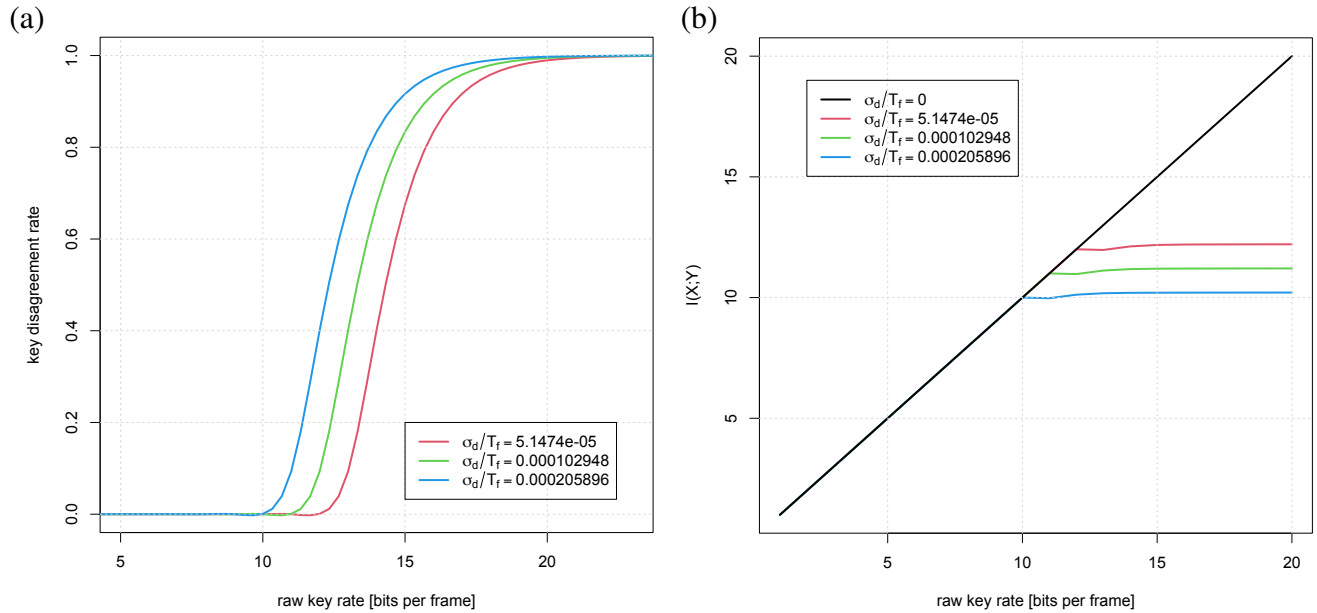 (a)
key disagreement rate
1.0
0.8
0.6
0.4
0.2
0.0
σd/Tf = 5.1474e-05
σd/Tf = 0.000102948
σd/Tf = 0.000205896
5 10 15 20
raw key rate [bits per frame]
(b)
I(X;Y)
20
15
10
5
σd/Tf = 0
σd/Tf = 5.1474e-05
σd/Tf = 0.000102948
σd/Tf = 0.000205896
5 10 15 20
raw key rate [bits per frame]